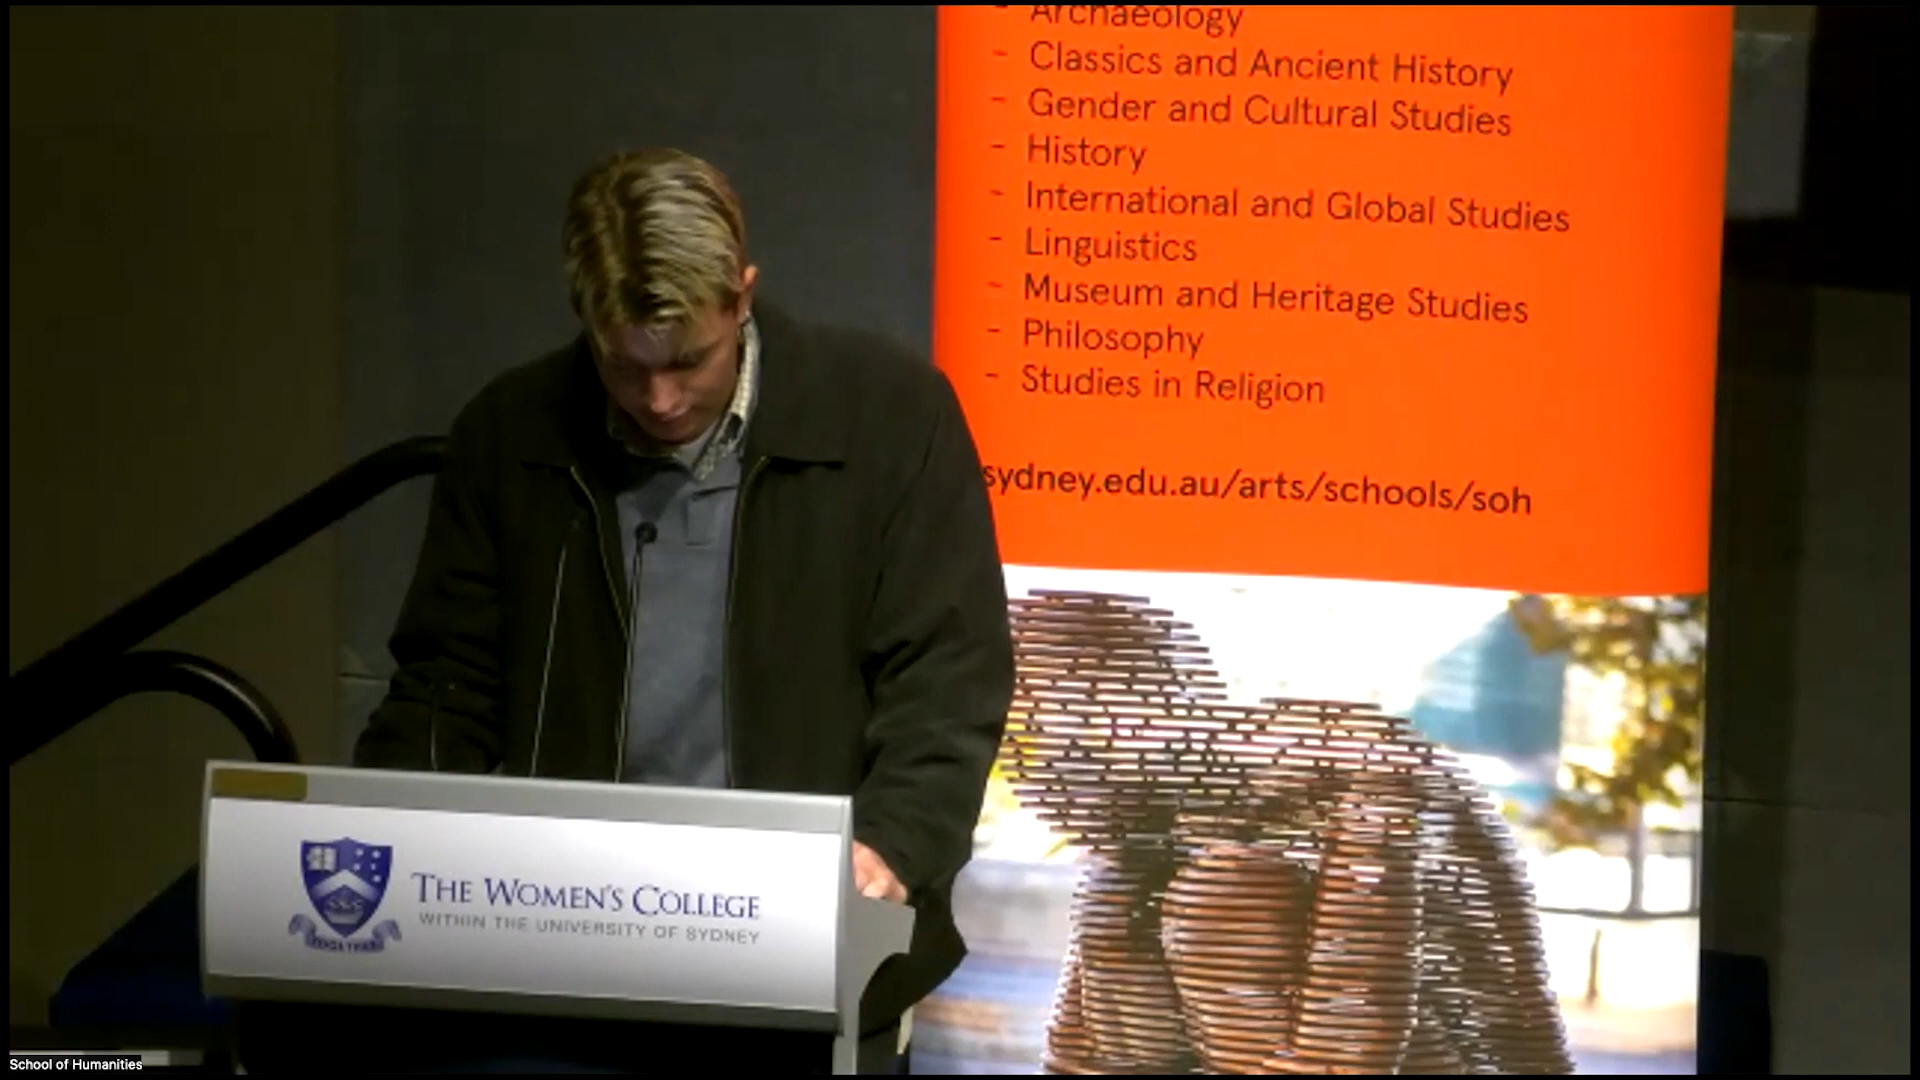 - Archaeology
- Classics and Ancient History
- Gender and Cultural Studies
- History
- International and Global Studies
- Linguistics
- Museum and Heritage Studies
- Philosophy
- Studies in Religion
sydney.edu.au/arts/schools/soh
THE WOMEN'S COLLEGE
WITHIN THE UNIVERSITY OF SYDNEY
School of Humanities